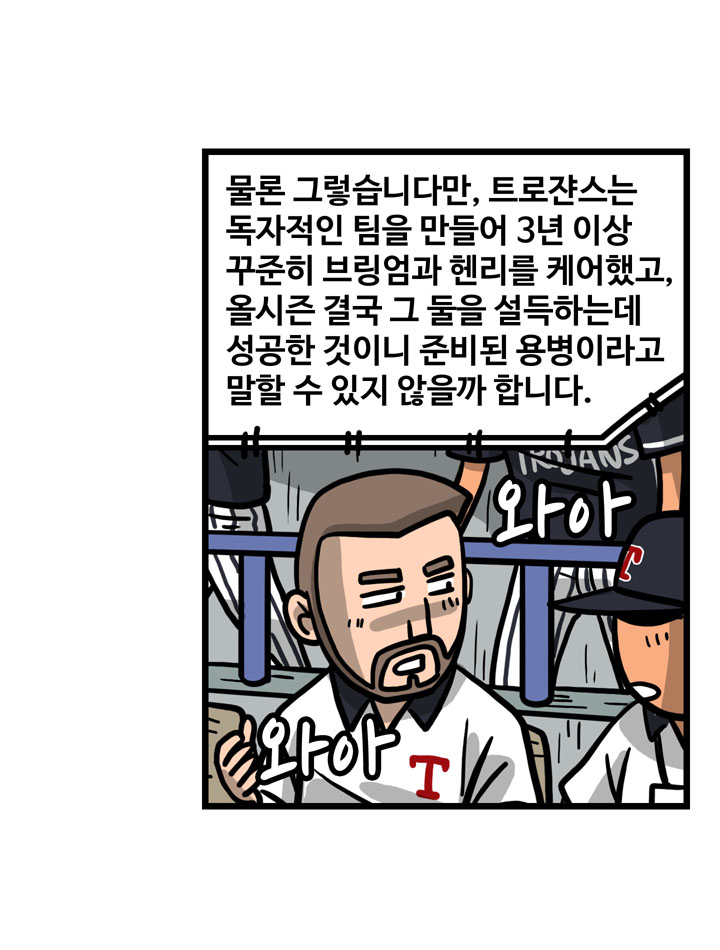 물론 그렇습니다만, 트로쟌스는
독자적인 팀을 만들어 3년 이상
꾸준히 브링엄과 헨리를 케어했고,
올시즌 결국 그 둘을 설득하는데
성공한 것이니 준비된 용병이라고
말할 수 있지 않을까 합니다.
TROJANS
와아
T
와아
T